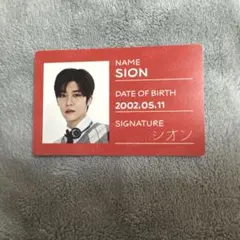 NAME
SION
DATE OF BIRTH
2002.05.11
SIGNATURE
シオン